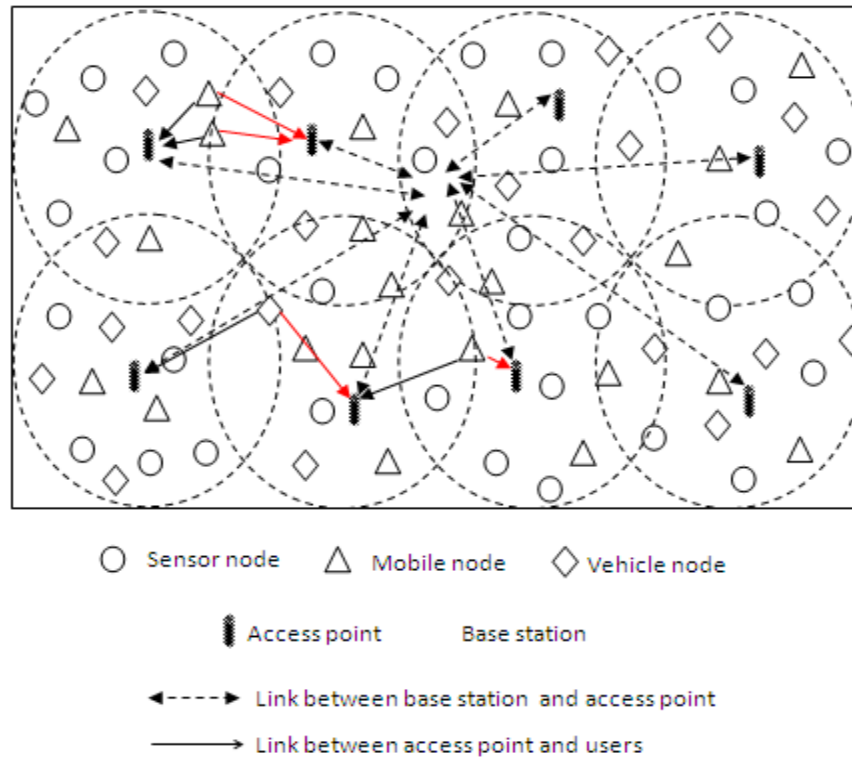 Sensor node Mobile node Vehicle node
Access point Base station
Link between base station and access point
Link between access point and users